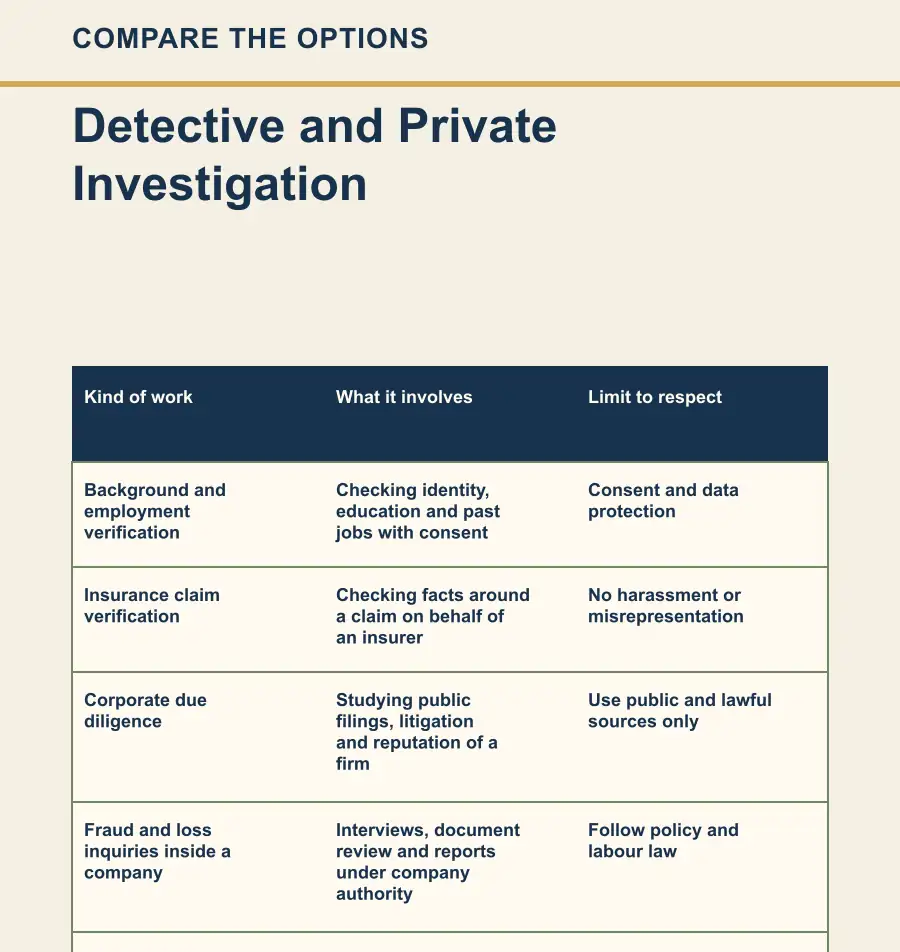 COMPARE THE OPTIONS
Detective and Private
Investigation
Kind of work
What it involves
Limit to respect
Background and
employment
verification
Checking identity,
education and past
jobs with consent
Consent and data
protection
Insurance claim
verification
Checking facts around
a claim on behalf of
an insurer
No harassment or
misrepresentation
Corporate due
diligence
Studying public
filings, litigation
and reputation of a
firm
Use public and lawful
sources only
Fraud and loss
inquiries inside a
company
Interviews, document
review and reports
under company
authority
Follow policy and
labour law